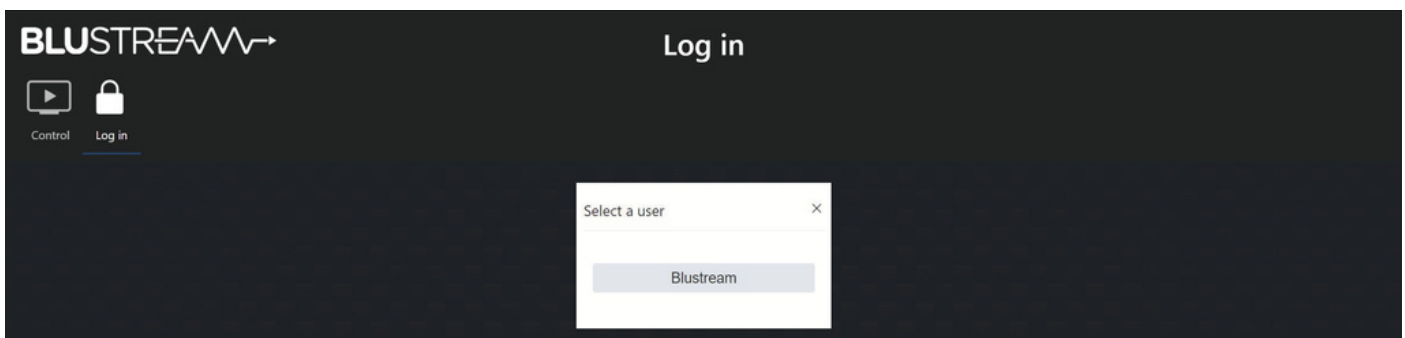 BLUSTREAM
Log in
Control
Log in
Select a user
×
Blustream